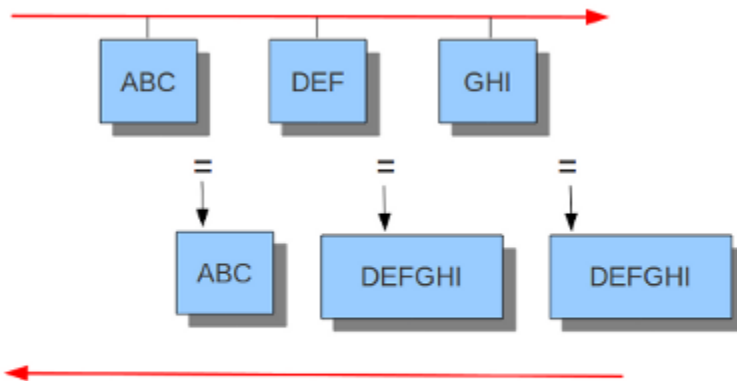 ABC DEF GHI
= = =
ABC DEFGHI DEFGHI